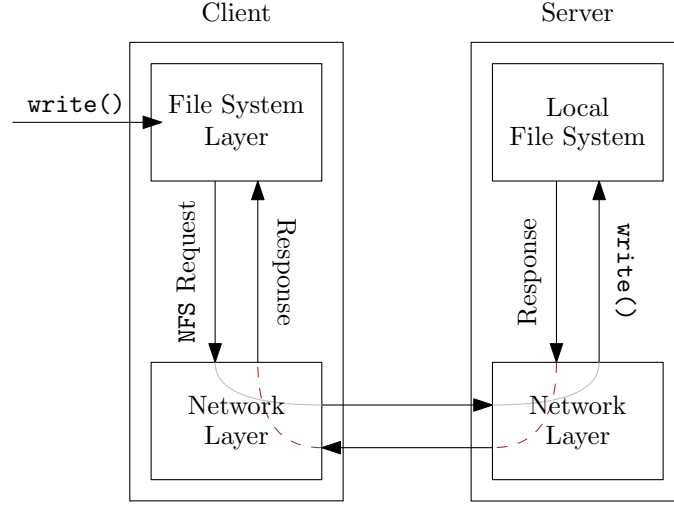 Client
Server
write()
File System
Layer
Local
File System
NFS Request
Response
Response
write()
Network
Layer
Network
Layer